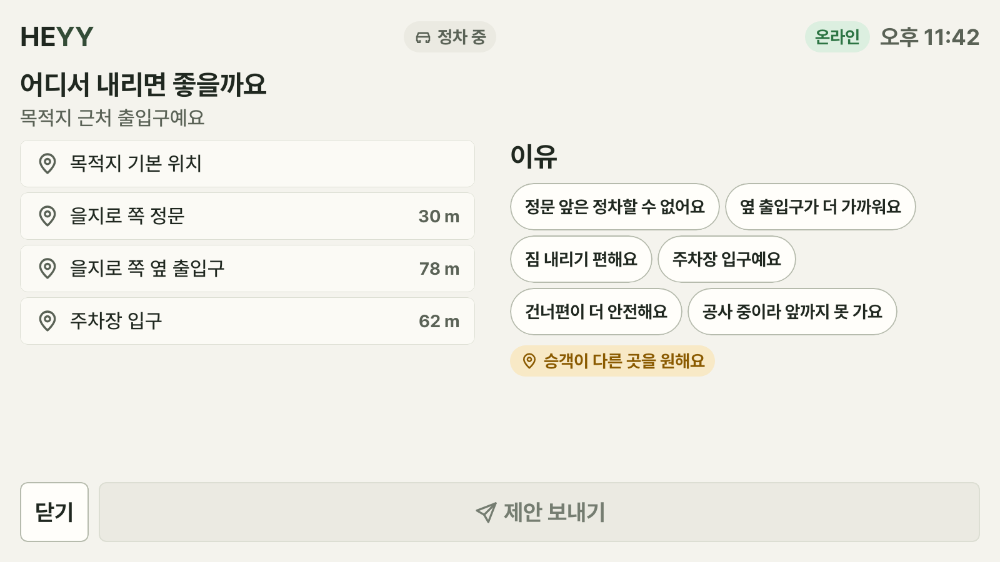 HEYY
정차 중
온라인
오후 11:42
어디서 내리면 좋을까요
목적지 근처 출입구예요
목적지 기본 위치
을지로 쪽 정문
30 m
을지로 쪽 옆 출입구
78 m
주차장 입구
62 m
이유
정문 앞은 정차할 수 없어요
옆 출입구가 더 가까워요
짐 내리기 편해요
주차장 입구예요
건너편이 더 안전해요
공사 중이라 앞까지 못 가요
승객이 다른 곳을 원해요
닫기
제안 보내기